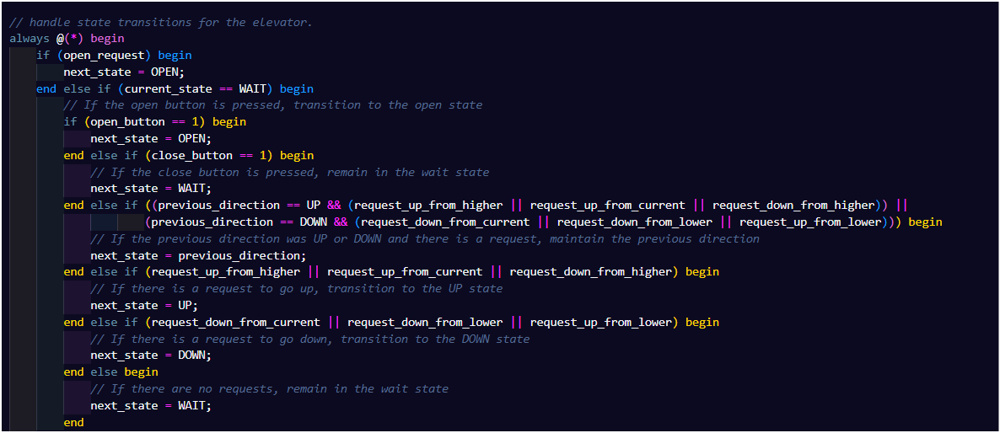 // handle state transitions for the elevator.
always @(*) begin
    if (open_request) begin
        next_state = OPEN;
    end else if (current_state == WAIT) begin
        // If the open button is pressed, transition to the open state
        if (open_button == 1) begin
            next_state = OPEN;
        end else if (close_button == 1) begin
            // If the close button is pressed, remain in the wait state
            next_state = WAIT;
        end else if ((previous_direction == UP && (request_up_from_higher || request_up_from_current || request_down_from_higher)) ||
                    (previous_direction == DOWN && (request_down_from_current || request_down_from_lower || request_up_from_lower))) begin
            // If the previous direction was UP or DOWN and there is a request, maintain the previous direction
            next_state = previous_direction;
        end else if (request_up_from_higher || request_up_from_current || request_down_from_higher) begin
            // If there is a request to go up, transition to the UP state
            next_state = UP;
        end else if (request_down_from_current || request_down_from_lower || request_up_from_lower) begin
            // If there is a request to go down, transition to the DOWN state
            next_state = DOWN;
        end else begin
            // If there are no requests, remain in the wait state
            next_state = WAIT;
        end